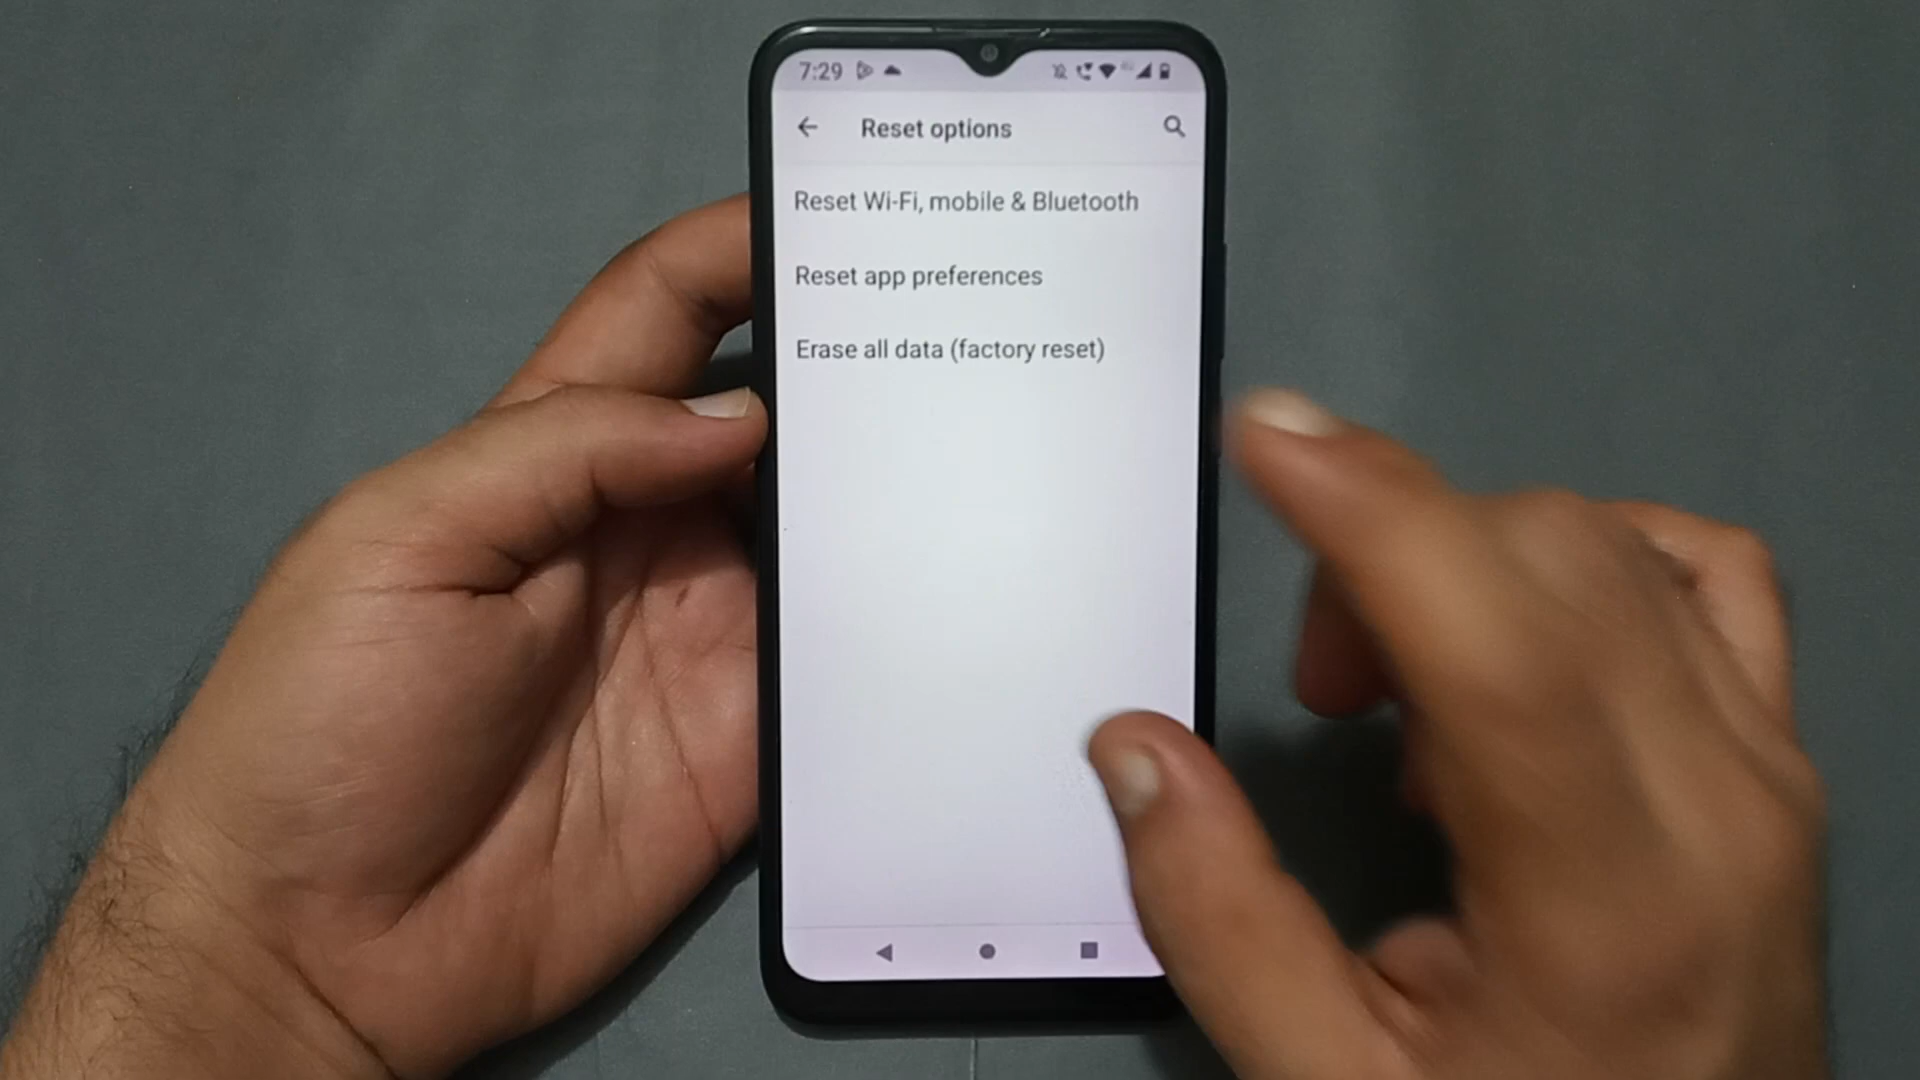 7:29
Reset options
Reset Wi-Fi, mobile & Bluetooth
Reset app preferences
Erase all data (factory reset)